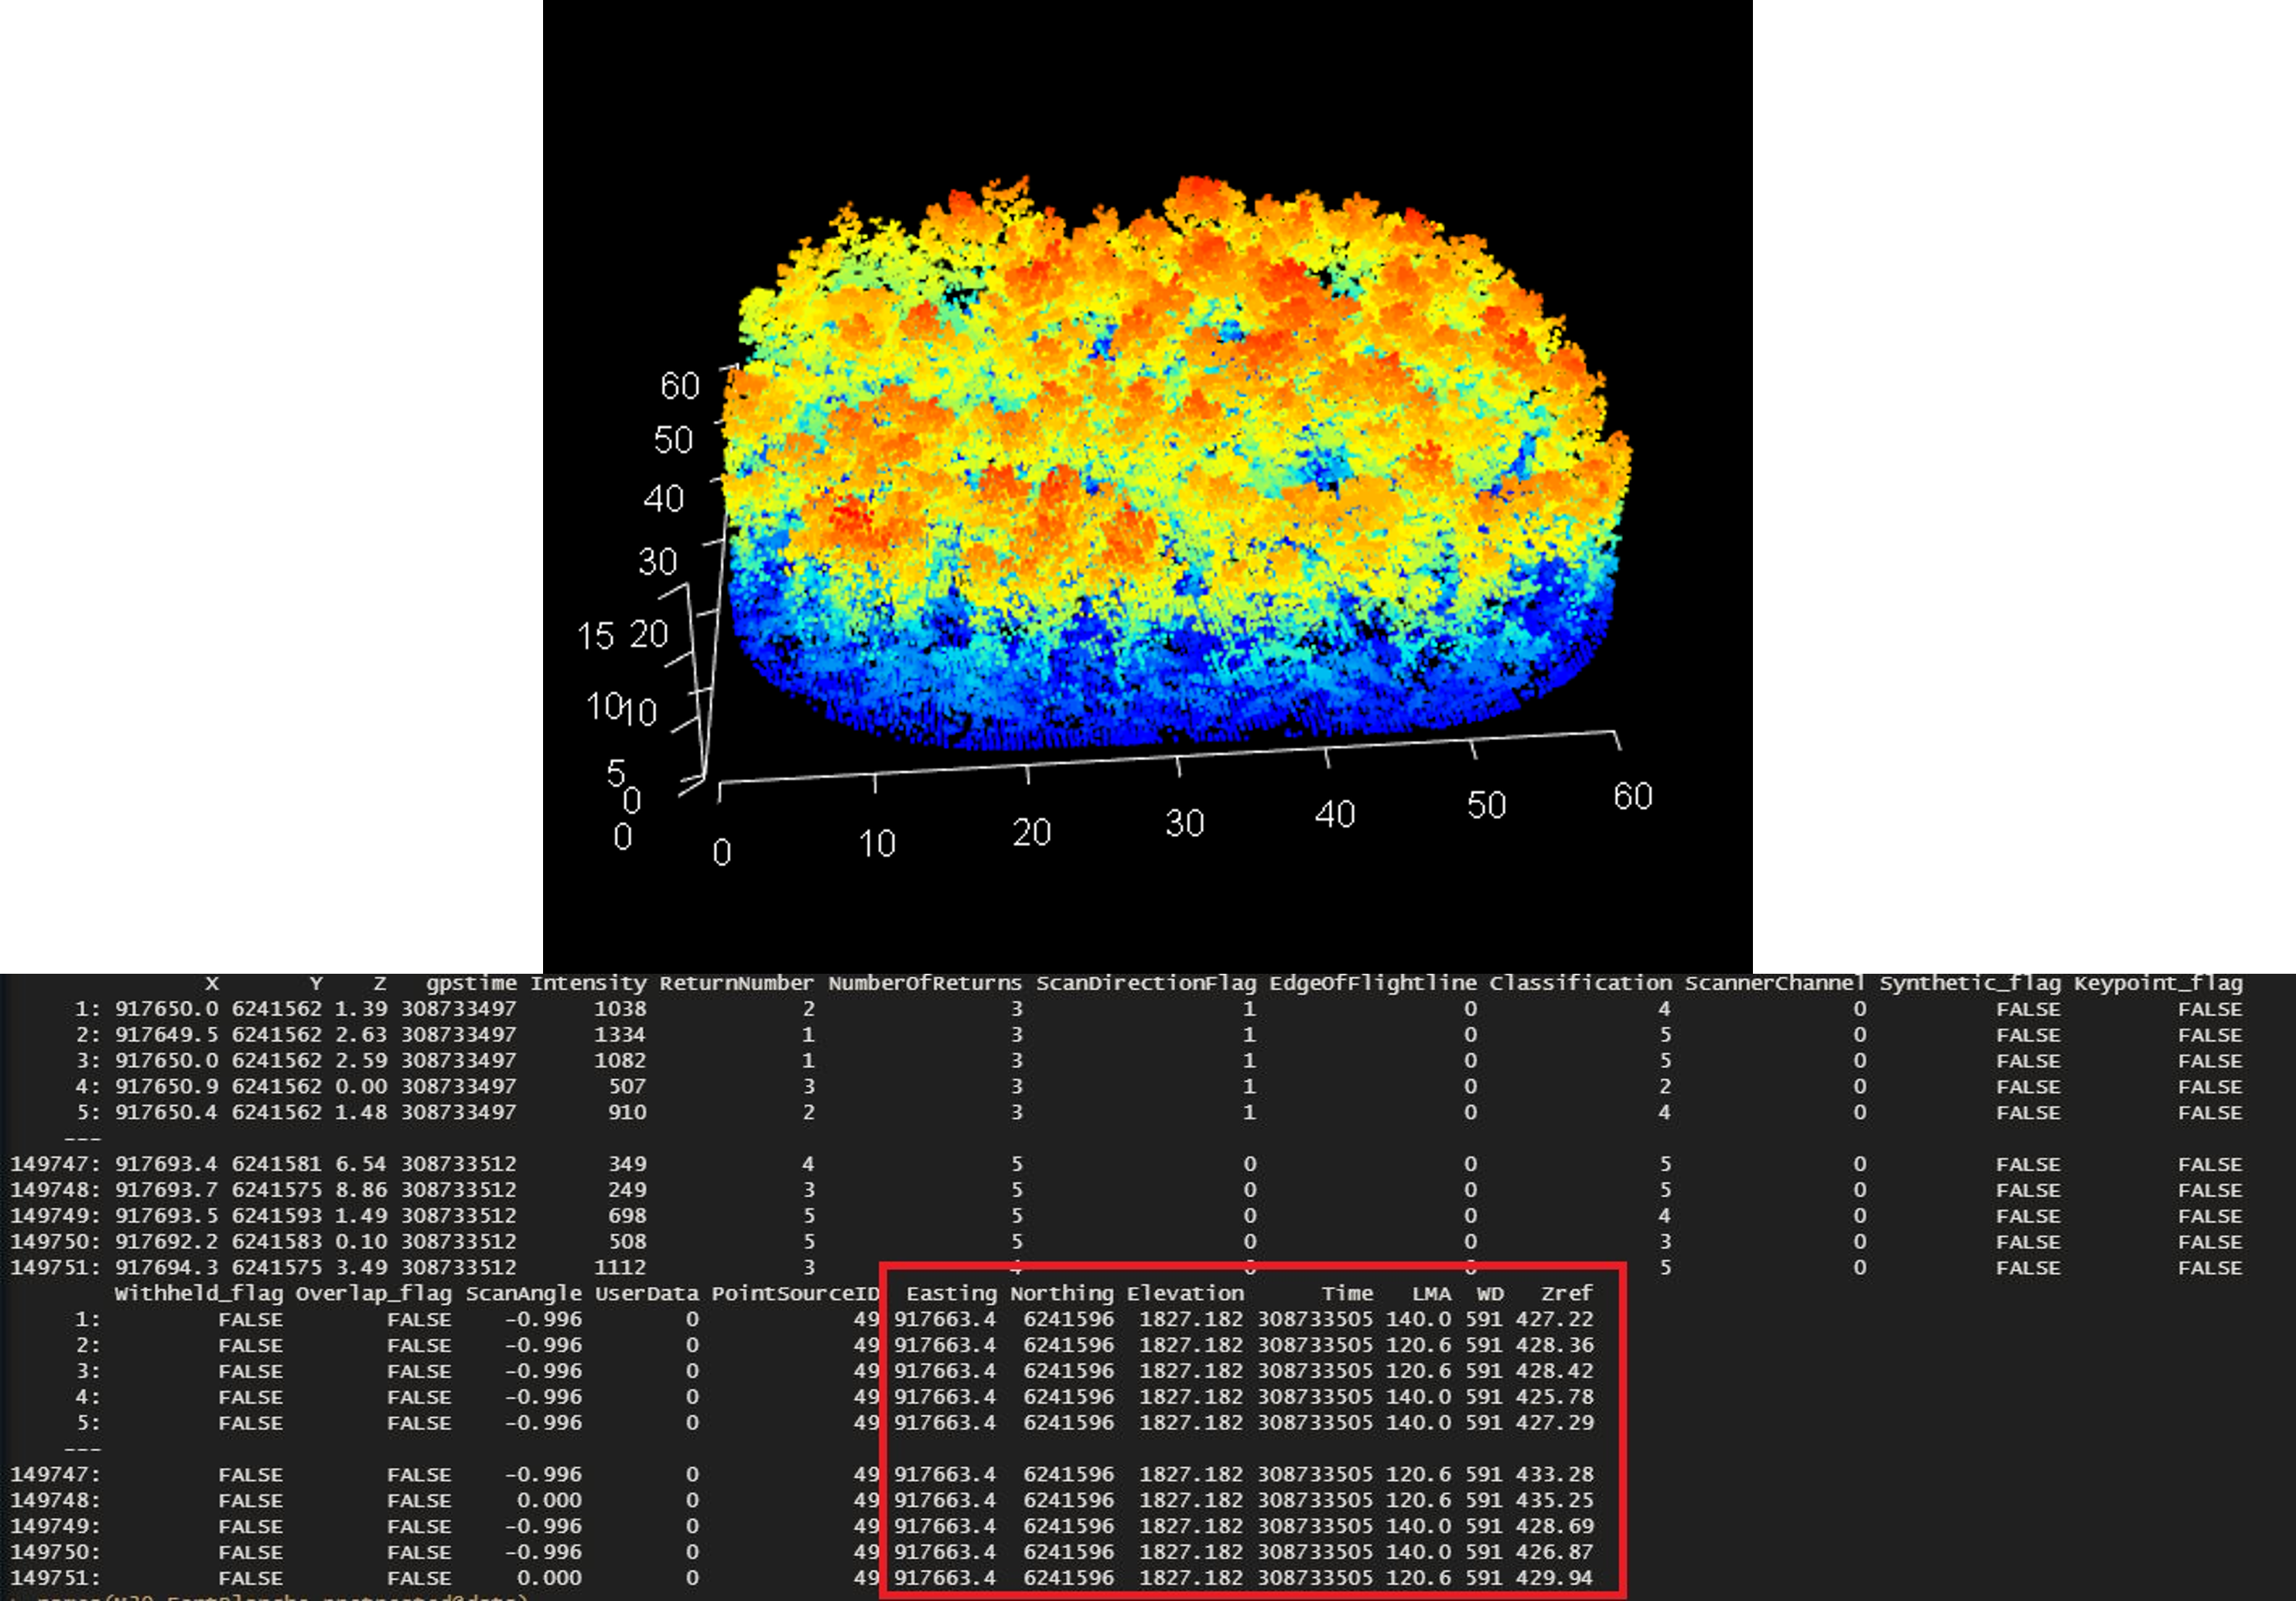 60
50
40
30
15 20
10 10
5
0
0
0 10 20 30 40 50 60
X Y Z gpstime Intensity ReturnNumber NumberOfReturns ScanDirectionFlag EdgeOfFlightline Classification ScannerChannel Synthetic_flag Keypoint_flag
1: 917650.0 6241562 1.39 308733497 1038 2 3 1 0 4 0 FALSE FALSE
2: 917649.5 6241562 2.63 308733497 1334 1 3 1 0 5 0 FALSE FALSE
3: 917650.0 6241562 2.59 308733497 1082 1 3 1 0 5 0 FALSE FALSE
4: 917650.9 6241562 0.00 308733497 507 3 3 1 0 2 0 FALSE FALSE
5: 917650.4 6241562 1.48 308733497 910 2 3 1 0 4 0 FALSE FALSE
---
149747: 917693.4 6241581 6.54 308733512 349 4 5 0 0 5 0 FALSE FALSE
149748: 917693.7 6241575 8.86 308733512 249 3 5 0 0 5 0 FALSE FALSE
149749: 917693.5 6241593 1.49 308733512 698 5 5 0 0 4 0 FALSE FALSE
149750: 917692.2 6241583 0.10 308733512 508 5 5 0 0 3 0 FALSE FALSE
149751: 917694.3 6241575 3.49 308733512 1112 3 4 0 0 5 0 FALSE FALSE
Withheld_flag Overlap_flag ScanAngle UserData PointSourceID Easting Northing Elevation Time LMA WD Zref
1: FALSE FALSE -0.996 0 49 917663.4 6241596 1827.182 308733505 140.0 591 427.22
2: FALSE FALSE -0.996 0 49 917663.4 6241596 1827.182 308733505 120.6 591 428.36
3: FALSE FALSE -0.996 0 49 917663.4 6241596 1827.182 308733505 120.6 591 428.42
4: FALSE FALSE -0.996 0 49 917663.4 6241596 1827.182 308733505 140.0 591 425.78
5: FALSE FALSE -0.996 0 49 917663.4 6241596 1827.182 308733505 140.0 591 427.29
---
149747: FALSE FALSE -0.996 0 49 917663.4 6241596 1827.182 308733505 120.6 591 433.28
149748: FALSE FALSE 0.000 0 49 917663.4 6241596 1827.182 308733505 120.6 591 435.25
149749: FALSE FALSE -0.996 0 49 917663.4 6241596 1827.182 308733505 140.0 591 428.69
149750: FALSE FALSE -0.996 0 49 917663.4 6241596 1827.182 308733505 140.0 591 426.87
149751: FALSE FALSE 0.000 0 49 917663.4 6241596 1827.182 308733505 120.6 591 429.94